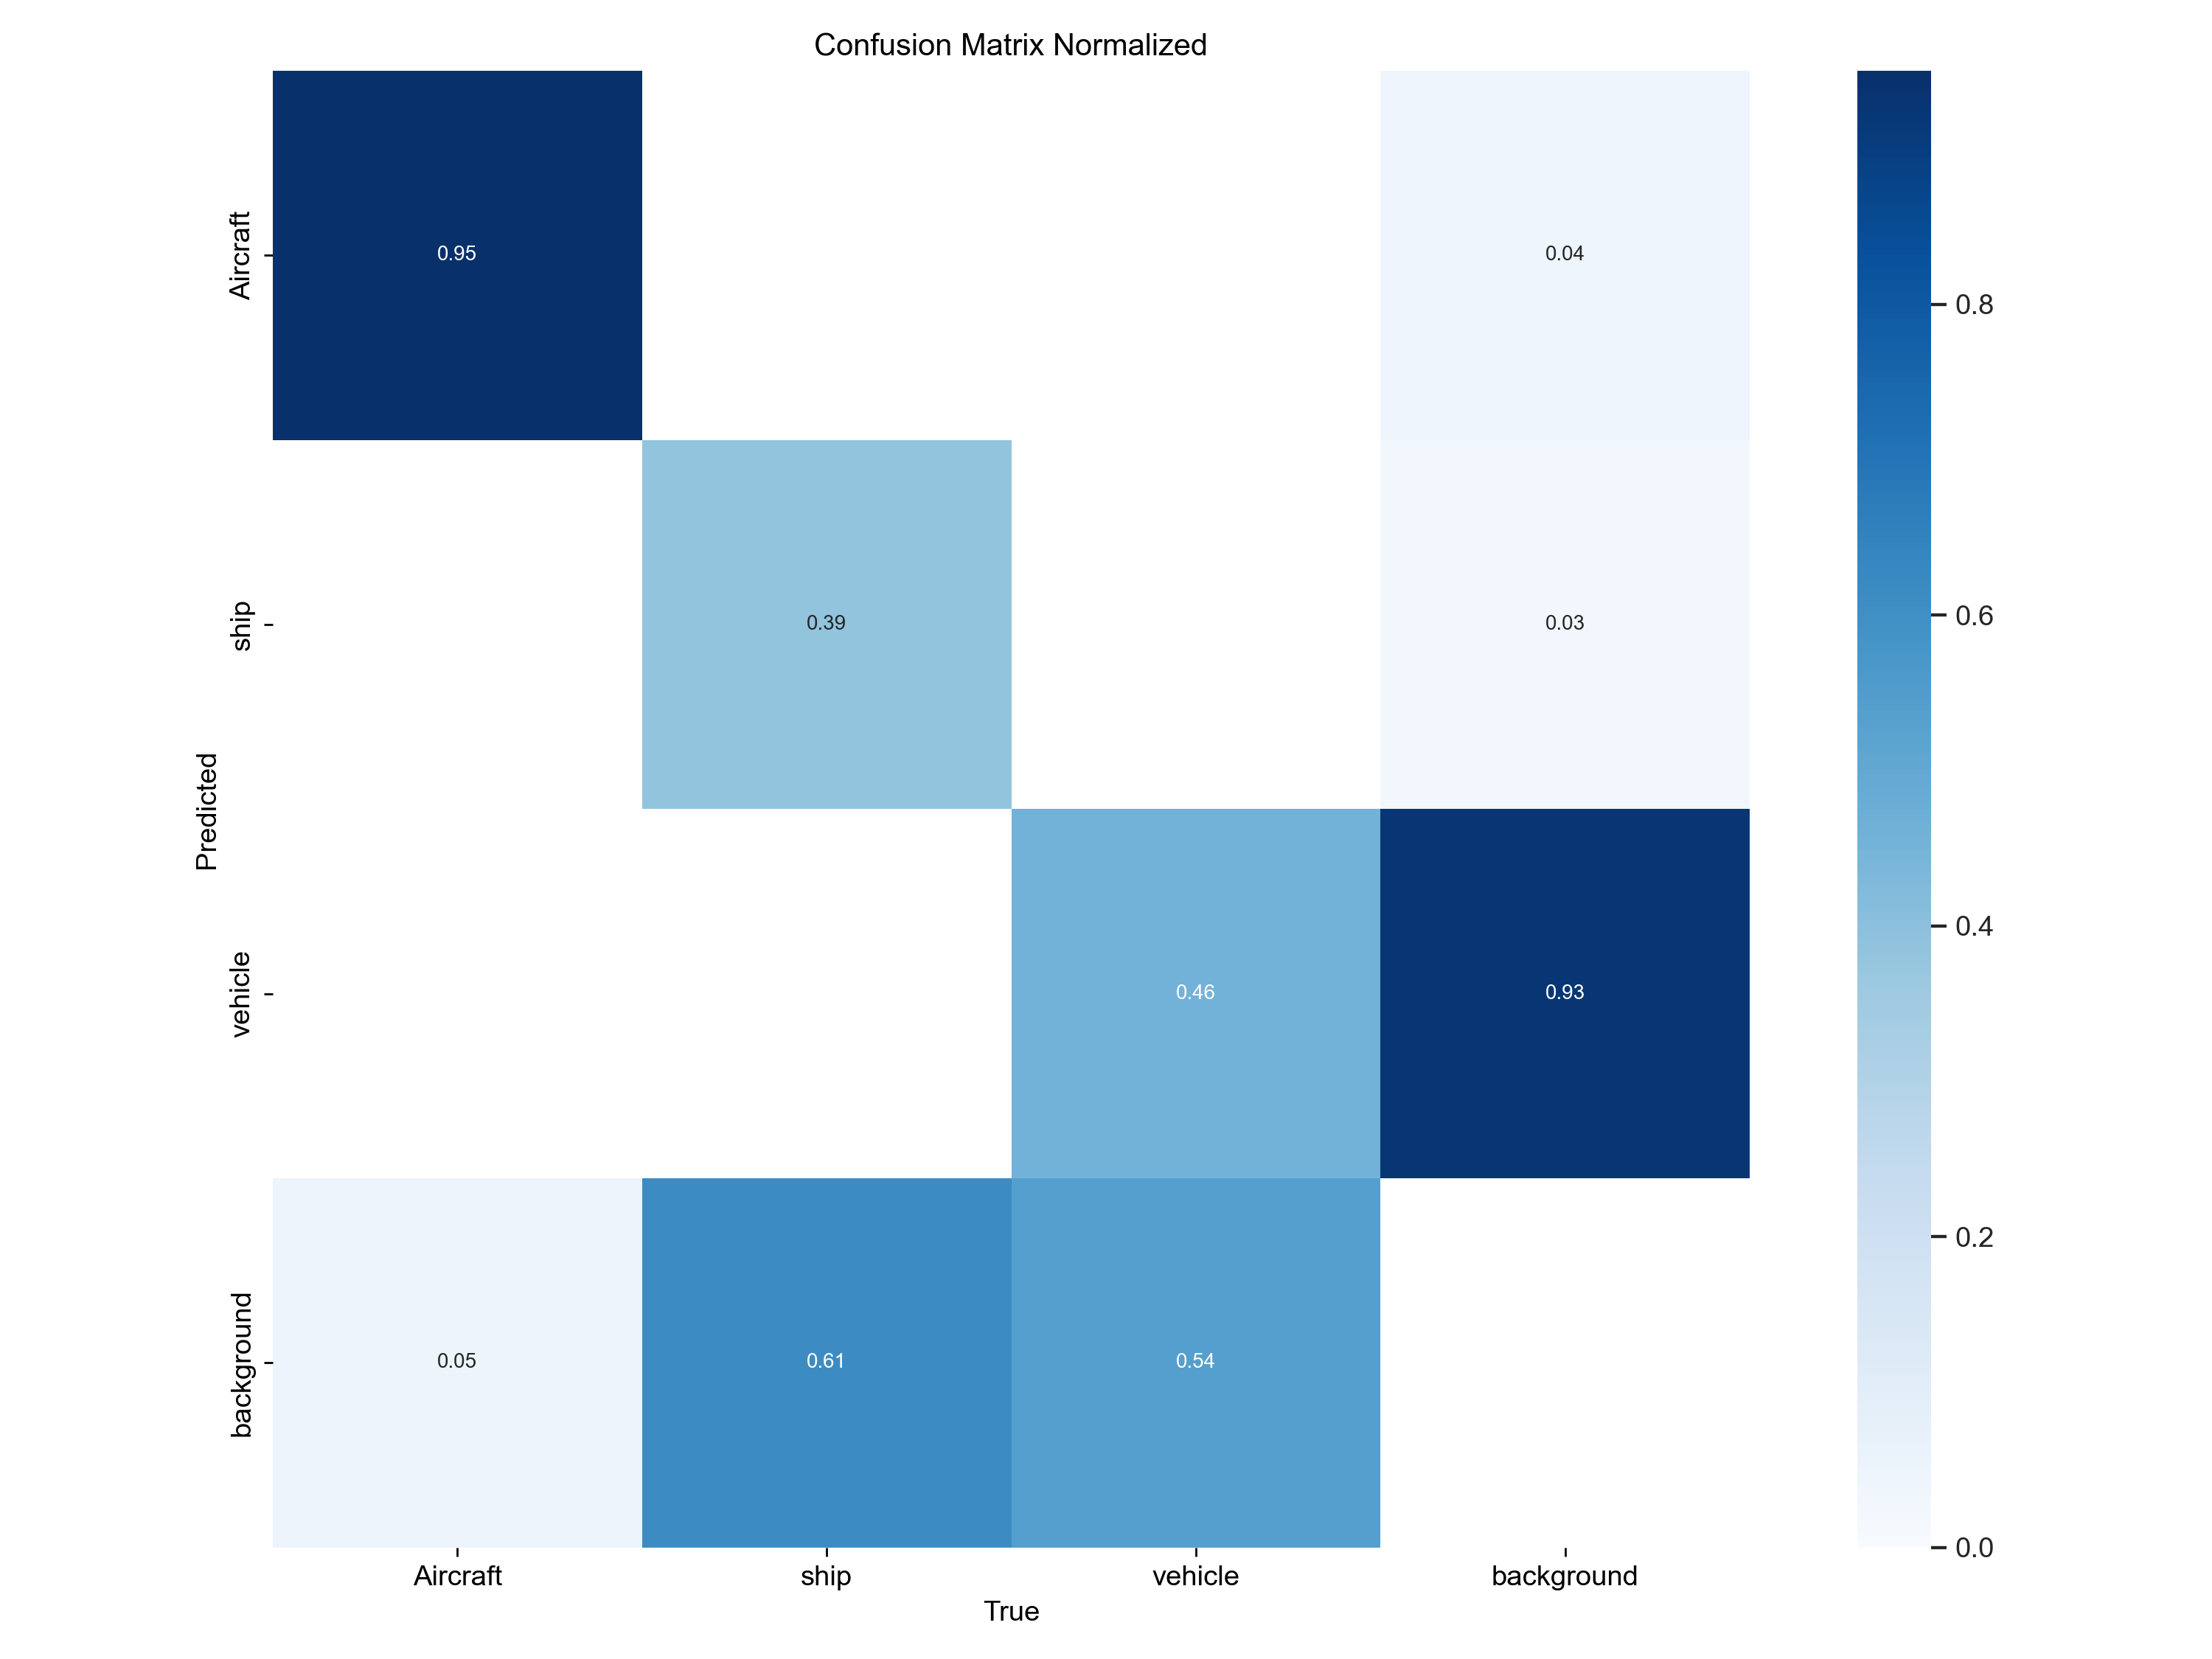 Confusion Matrix Normalized
Aircraft
0.95
0.04
0.8
ship
0.39
0.03
0.6
Predicted
vehicle
0.46
0.93
0.4
background
0.05
0.61
0.54
0.2
0.0
Aircraft
ship
vehicle
background
True